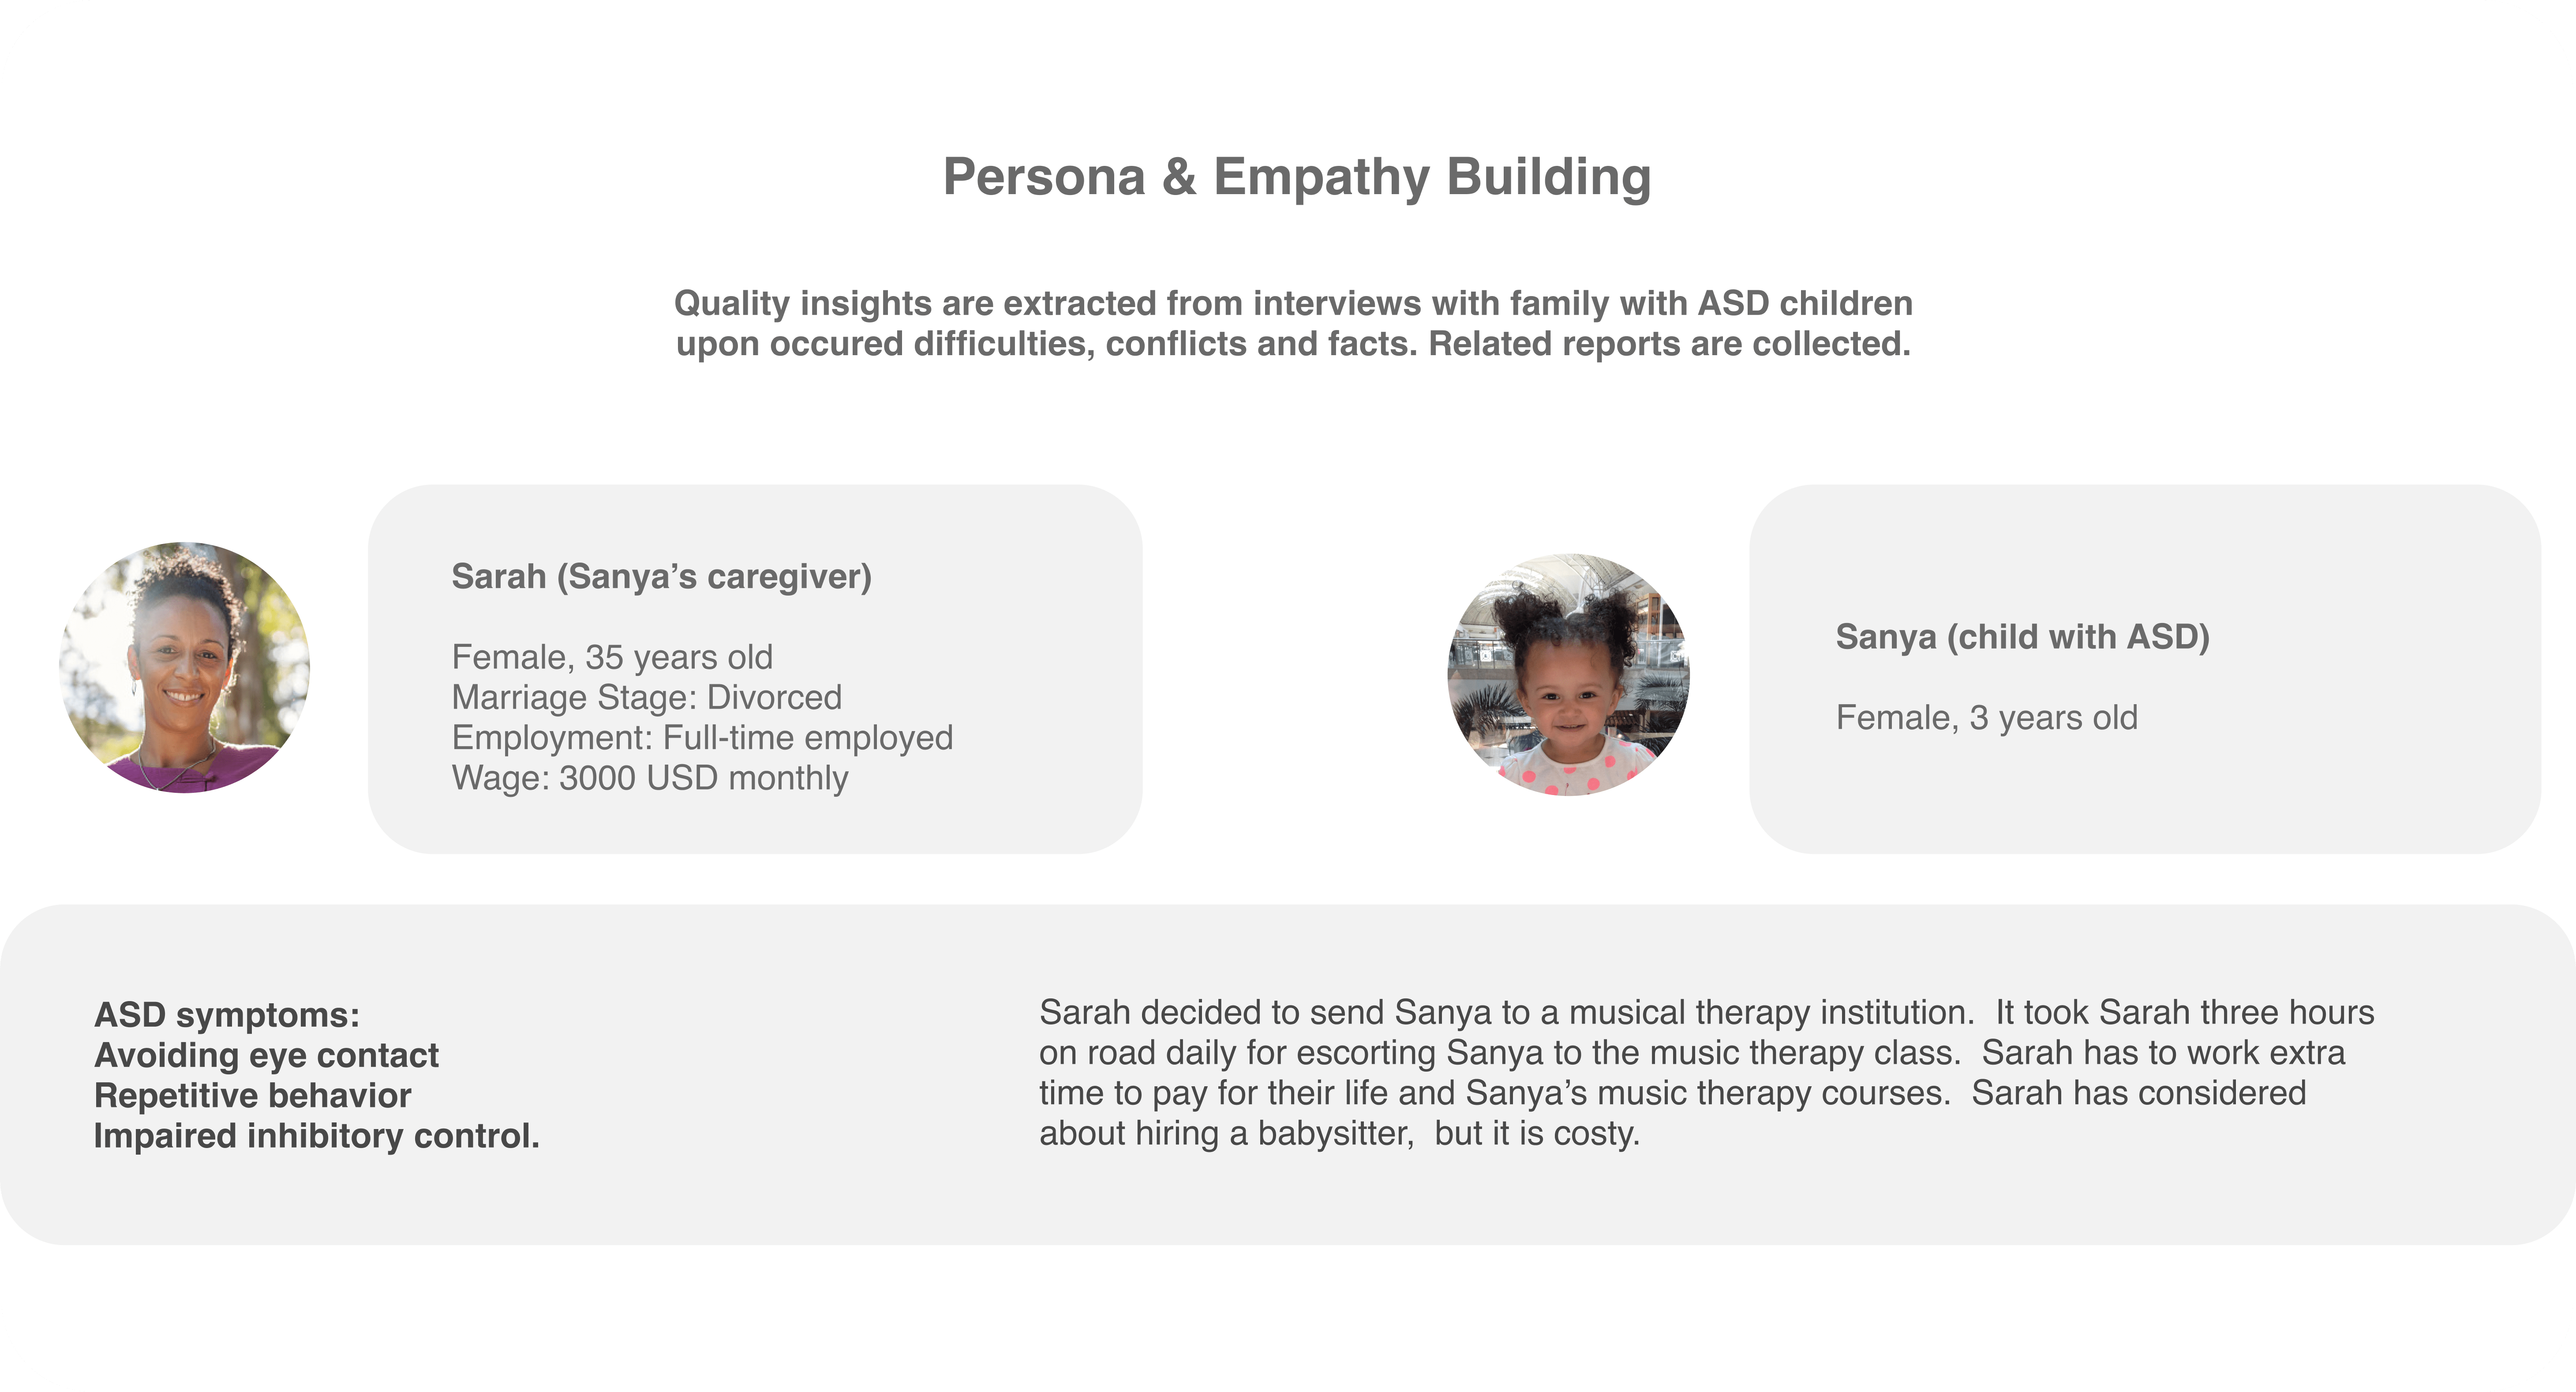 Persona & Empathy Building
Quality insights are extracted from interviews with family with ASD children
upon occured difficulties, conflicts and facts. Related reports are collected.
Sarah (Sanya’s caregiver)
Female, 35 years old
Marriage Stage: Divorced
Employment: Full-time employed
Wage: 3000 USD monthly
Sanya (child with ASD)
Female, 3 years old
ASD symptoms:
Avoiding eye contact
Repetitive behavior
Impaired inhibitory control.
Sarah decided to send Sanya to a musical therapy institution.  It took Sarah three hours
on road daily for escorting Sanya to the music therapy class.  Sarah has to work extra
time to pay for their life and Sanya’s music therapy courses.  Sarah has considered
about hiring a babysitter,  but it is costy.